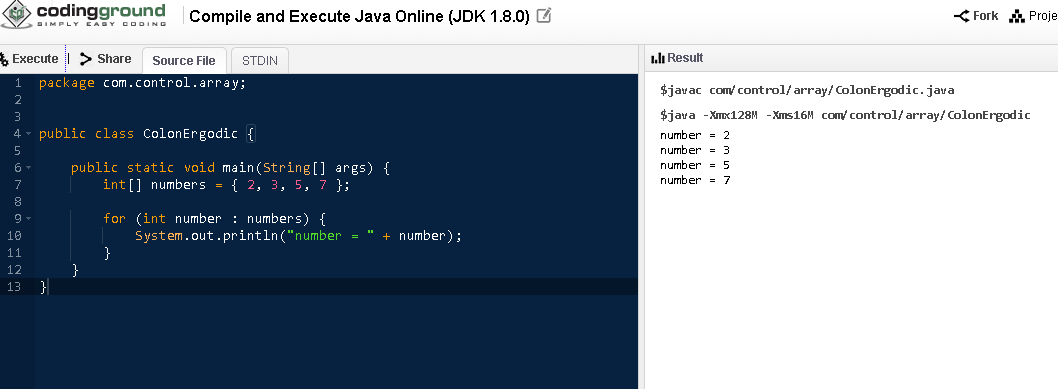 codingground
SIMPLY EASY CODING
Compile and Execute Java Online (JDK 1.8.0)
Fork
Proje
Execute
Share
Source File
STDIN
Result
1 package com.control.array;
2
3
4 public class ColonErgodic {
5
6 public static void main(String[] args) {
7 int[] numbers = { 2, 3, 5, 7 };
8
9 for (int number : numbers) {
10 System.out.println("number = " + number);
11 }
12 }
13 }
$javac com/control/array/ColonErgodic.java
$java -Xmx128M -Xms16M com/control/array/ColonErgodic
number = 2
number = 3
number = 5
number = 7